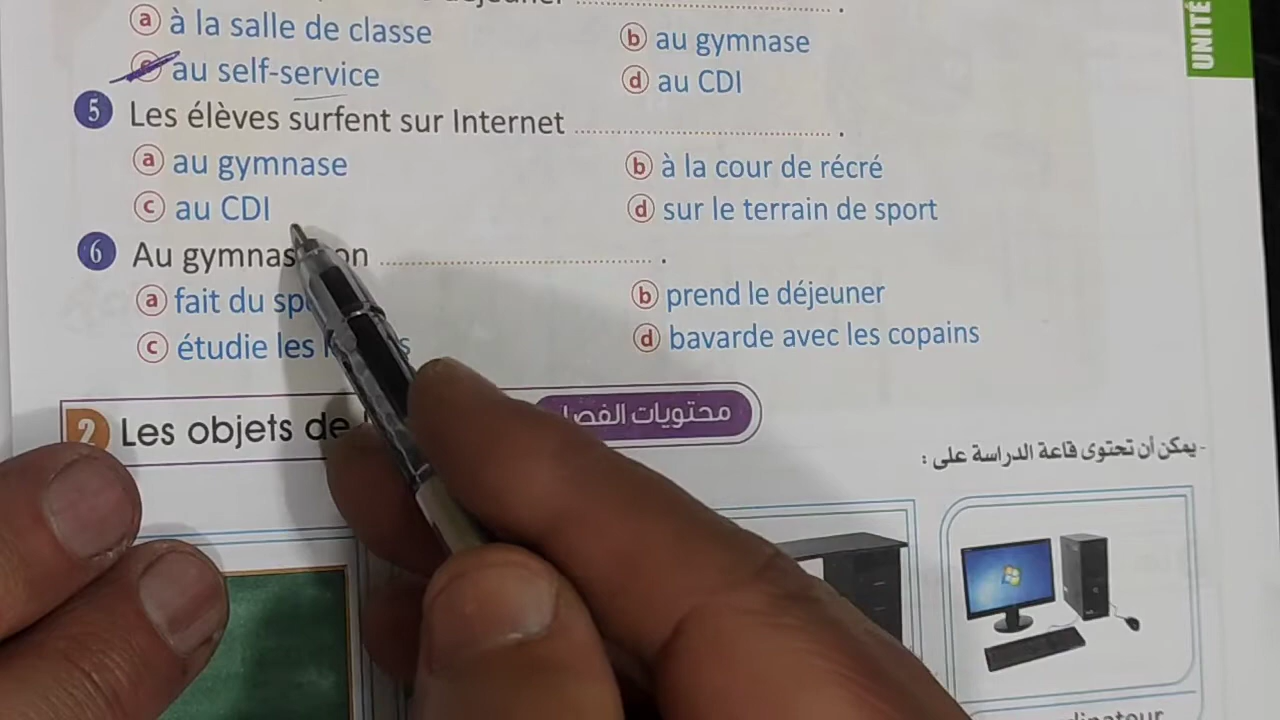 .
ⓐ à la salle de classe
ⓑ au gymnase
au self-service
ⓓ au CDI
5 Les élèves surfent sur Internet ........................................ .
ⓐ au gymnase
ⓑ à la cour de récré
ⓒ au CDI
ⓓ sur le terrain de sport
6 Au gymnase on ........................................ .
ⓐ fait du
ⓑ prend le déjeuner
ⓒ étudie les
ⓓ bavarde avec les copains
2 Les objets de
محتويات الفصل
- يمكن أن تحتوى قاعة الدراسة على :
UNITÉ